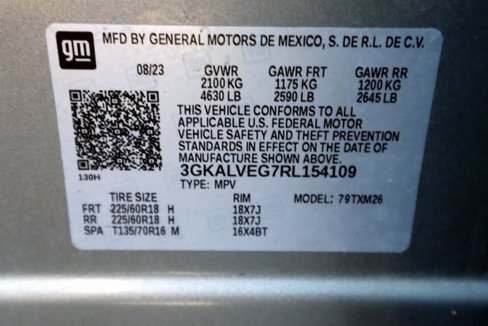 gm
MFD BY GENERAL MOTORS DE MEXICO, S. DE R.L. DE C.V.
08/23 GVWR GAWR FRT GAWR RR
2100 KG 1175 KG 1200 KG
4630 LB 2590 LB 2645 LB
THIS VEHICLE CONFORMS TO ALL
APPLICABLE U.S. FEDERAL MOTOR
VEHICLE SAFETY AND THEFT PREVENTION
STANDARDS IN EFFECT ON THE DATE OF
MANUFACTURE SHOWN ABOVE.
130H 3GKALVEG7RL154109
TYPE: MPV MODEL: 79TXM26
TIRE SIZE RIM
FRT 225/60R18 H 18X7J
RR 225/60R18 H 18X7J
SPA T135/70R16 M 16X4BT